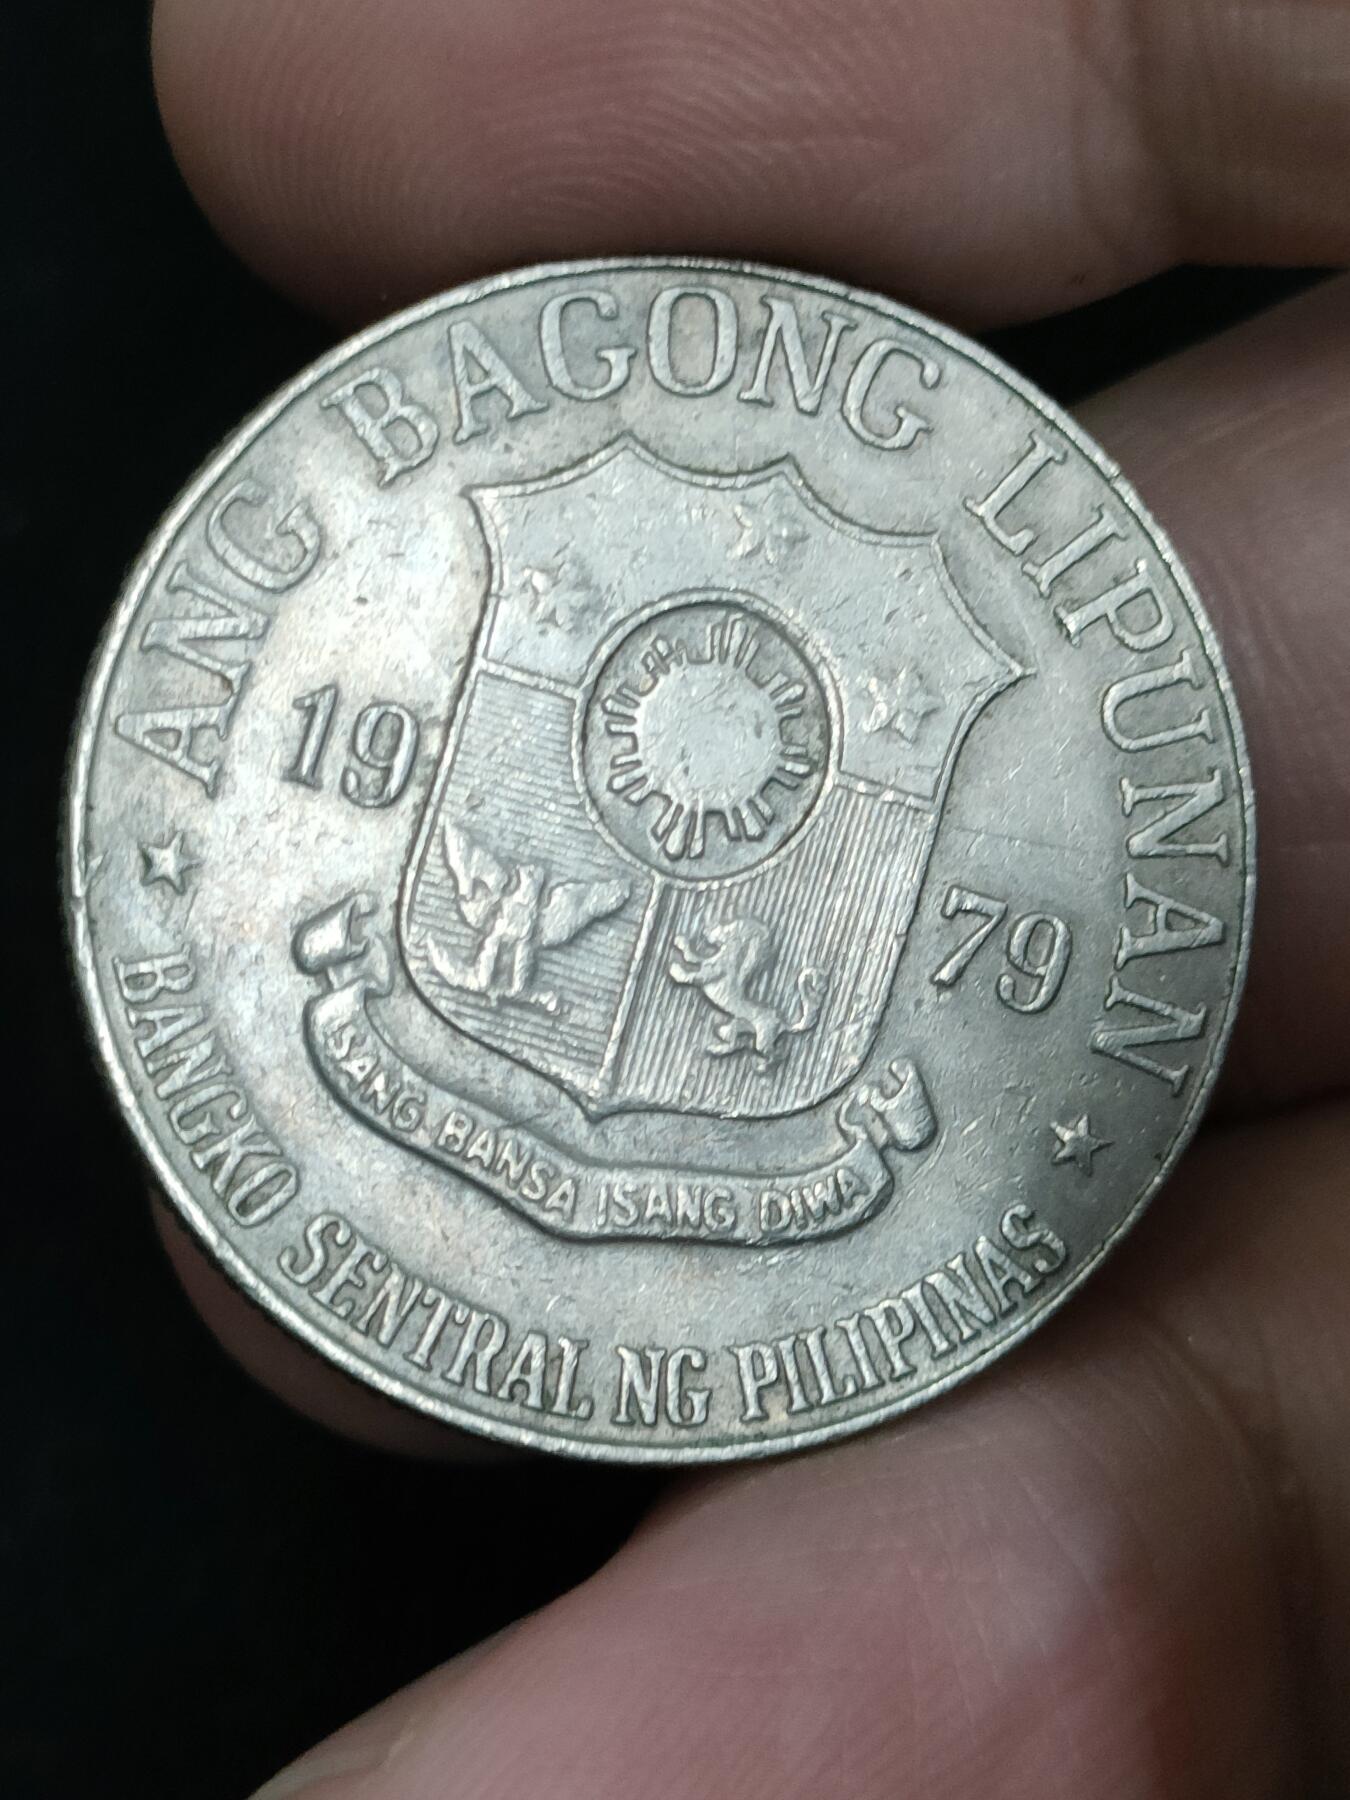 ANG BAGONG LIPUNAN
19 79
ISANG BANSA ISANG DIWA
BANGKO SENTRAL NG PILIPINAS